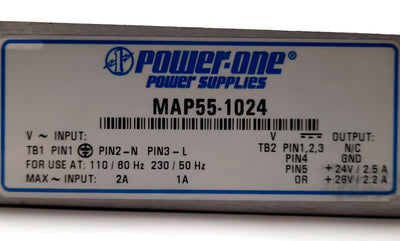 POWER-ONE
POWER SUPPLIES
MAP55-1024
V ~ INPUT:
TB1 PIN1 ⏚ PIN2-N PIN3-L
FOR USE AT: 110 / 60 Hz 230 / 50 Hz
MAX ~ INPUT: 2A 1A
V ⎓ OUTPUT:
TB2 PIN1,2,3 N/C
PIN4 GND
PIN5 +24V / 2.5 A
OR +28V / 2.2 A